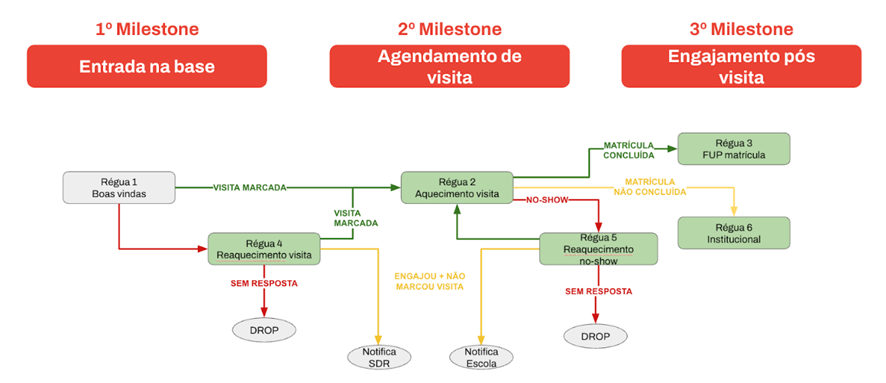 1º Milestone
2º Milestone
3º Milestone
Entrada na base
Agendamento de
visita
Engajamento pós
visita
MATRÍCULA
CONCLUÍDA
Régua 3
FUP matrícula
Régua 1
Boas vindas
VISITA MARCADA
Régua 2
Aquecimento visita
MATRÍCULA
NÃO CONCLUÍDA
NO-SHOW
VISITA
MARCADA
Régua 6
Institucional
Régua 4
Reaquecimento visita
Régua 5
Reaquecimento
no-show
SEM RESPOSTA
ENGAJOU + NÃO
MARCOU VISITA
SEM RESPOSTA
DROP
DROP
Notifica
SDR
Notifica
Escola